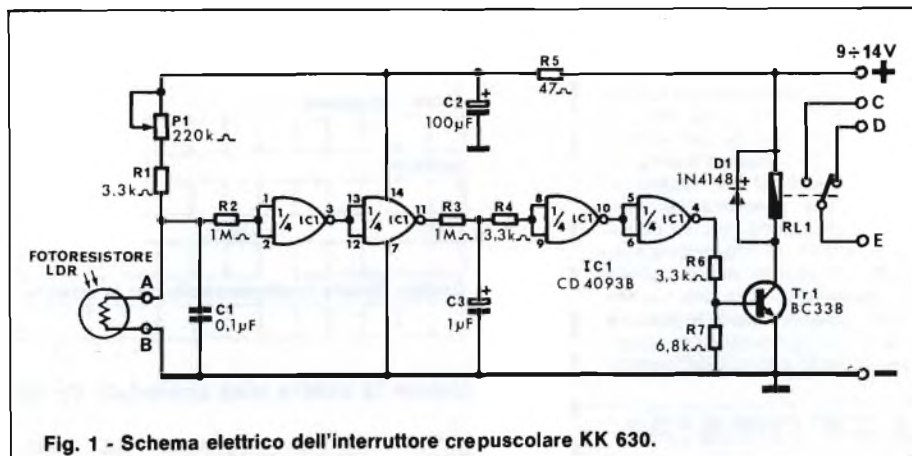 9÷14V
+
R5
47Ω
C
D
C2
100µF
+
P1
220kΩ
D1
1N4148
R1
3.3kΩ
14
R2
1MΩ
1
2
1/4 IC1
3
13
12
1/4 IC1
11
7
R3
1MΩ
R4
3,3kΩ
8
9
1/4 IC1
10
5
6
1/4 IC1
4
RL1
E
FOTORESISTORE
LDR
A
B
IC1
CD 4093B
R6
3,3kΩ
Tr1
BC338
C1
0,1µF
C3
1µF
+
R7
6,8kΩ
−
Fig. 1 - Schema elettrico dell'interruttore crepuscolare KK 630.